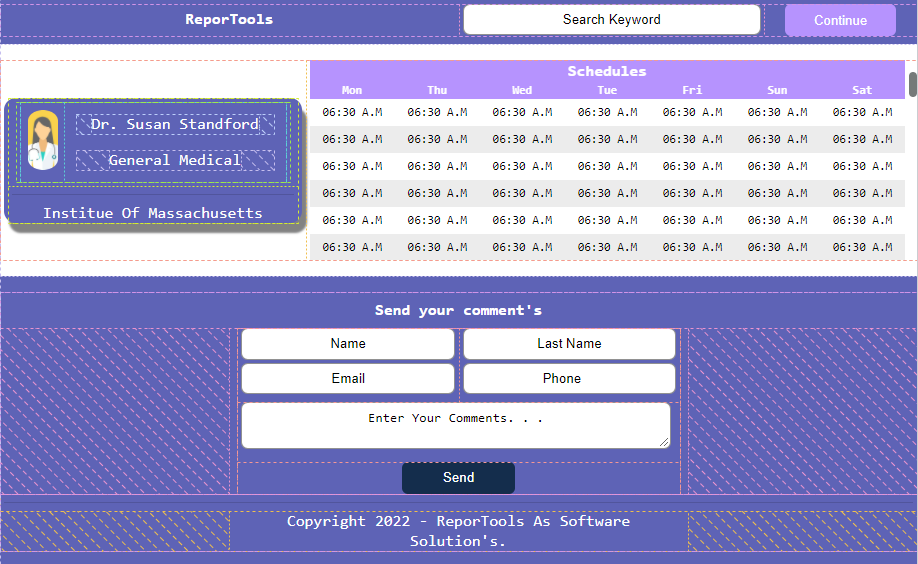 ReporTools Search Keyword Continue
Schedules
Mon Thu Wed Tue Fri Sun Sat
06:30 A.M 06:30 A.M 06:30 A.M 06:30 A.M 06:30 A.M 06:30 A.M 06:30 A.M
06:30 A.M 06:30 A.M 06:30 A.M 06:30 A.M 06:30 A.M 06:30 A.M 06:30 A.M
06:30 A.M 06:30 A.M 06:30 A.M 06:30 A.M 06:30 A.M 06:30 A.M 06:30 A.M
06:30 A.M 06:30 A.M 06:30 A.M 06:30 A.M 06:30 A.M 06:30 A.M 06:30 A.M
06:30 A.M 06:30 A.M 06:30 A.M 06:30 A.M 06:30 A.M 06:30 A.M 06:30 A.M
06:30 A.M 06:30 A.M 06:30 A.M 06:30 A.M 06:30 A.M 06:30 A.M 06:30 A.M
Dr. Susan Standford
General Medical
Institue Of Massachusetts
Send your comment's
Name Last Name
Email Phone
Enter Your Comments. . .
Send
Copyright 2022 - ReporTools As Software
Solution's.